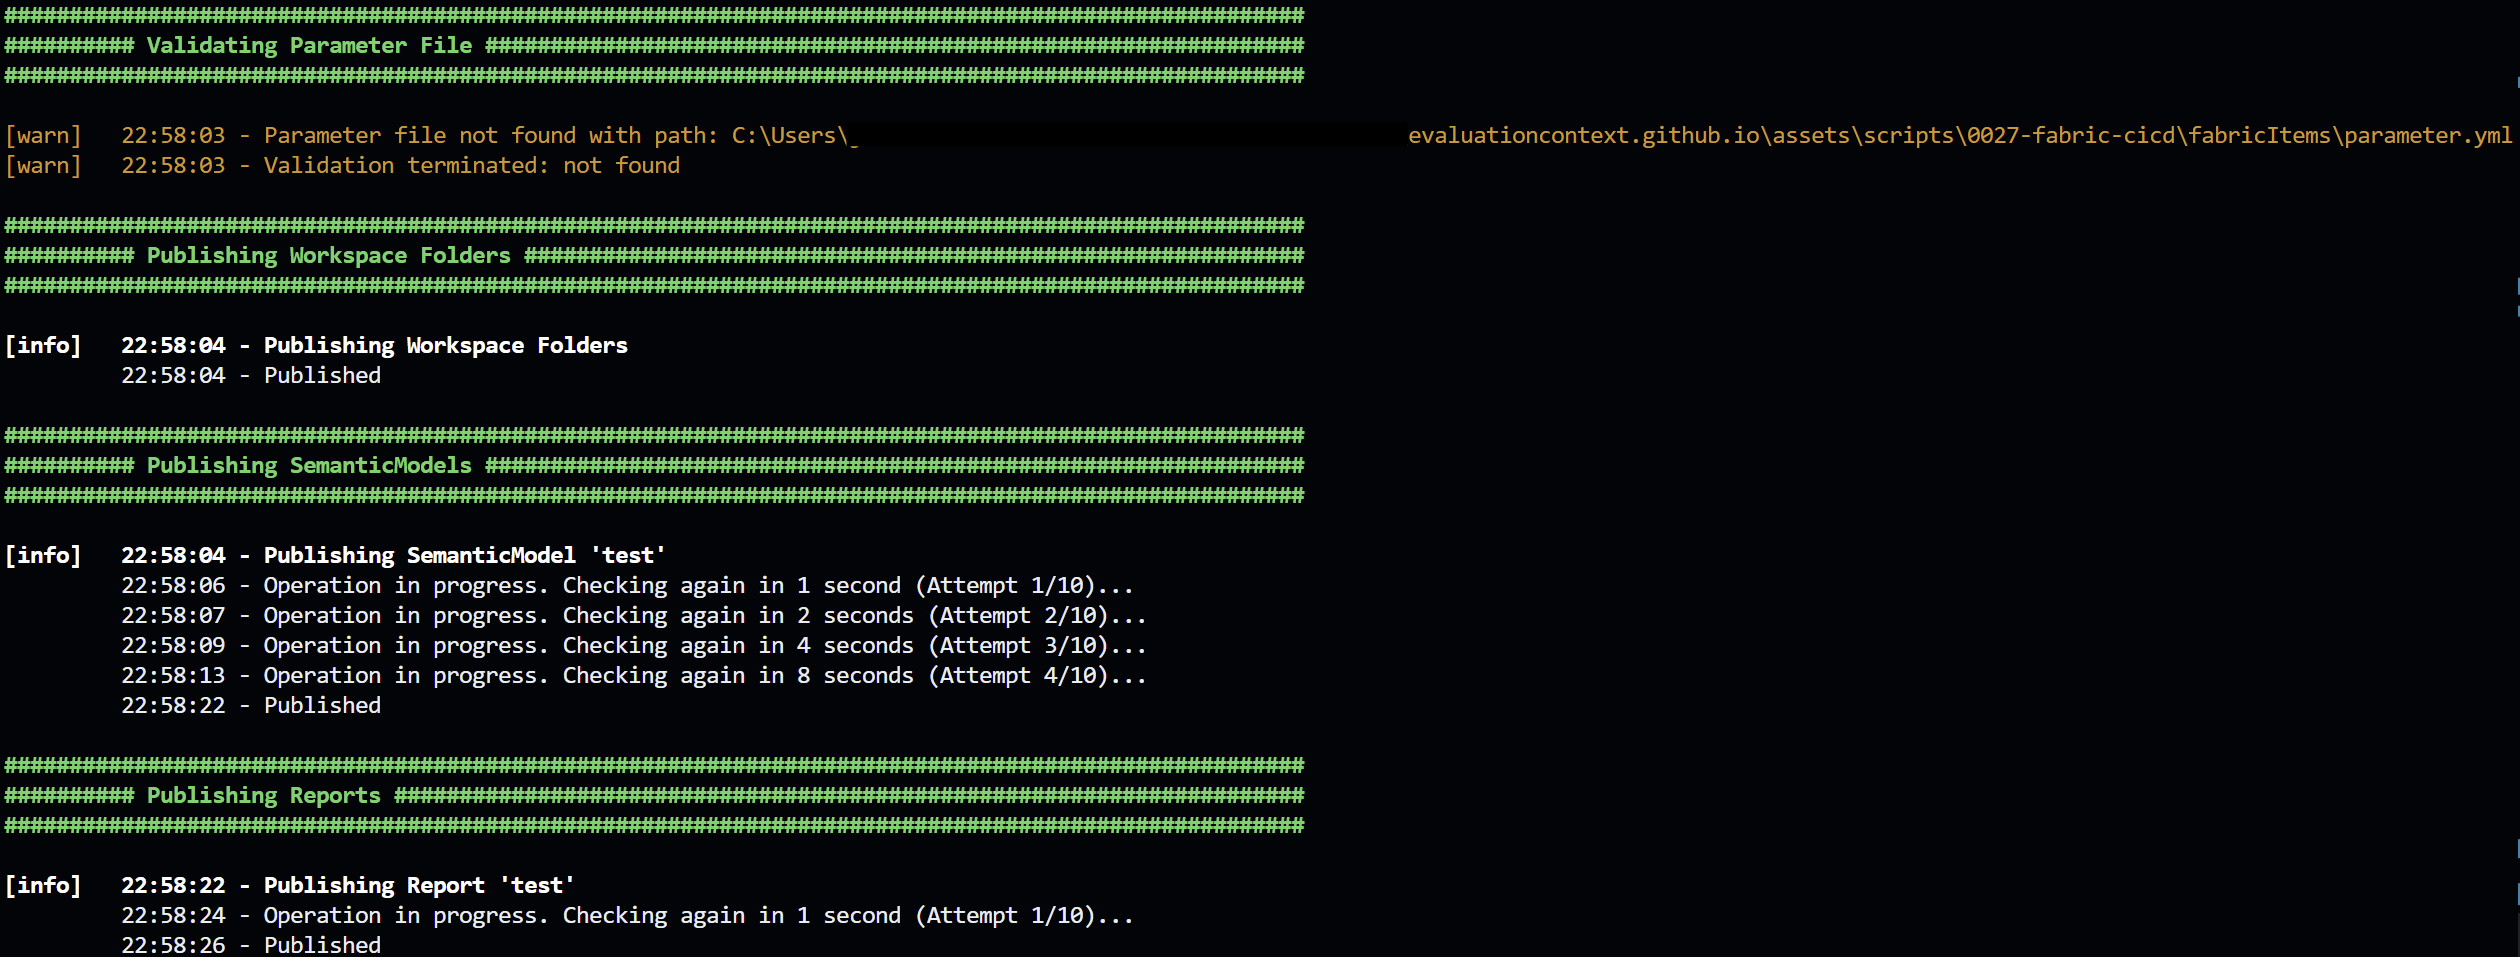 ####################################################################################################
########## Validating Parameter File ###############################################################
####################################################################################################
[warn]   22:58:03 - Parameter file not found with path: C:\Users\ evaluationcontext.github.io\assets\scripts\0027-fabric-cicd\fabricItems\parameter.yml
[warn]   22:58:03 - Validation terminated: not found
####################################################################################################
########## Publishing Workspace Folders ############################################################
####################################################################################################
[info]   22:58:04 - Publishing Workspace Folders
22:58:04 - Published
####################################################################################################
########## Publishing SemanticModels ###############################################################
####################################################################################################
[info]   22:58:04 - Publishing SemanticModel 'test'
22:58:06 - Operation in progress. Checking again in 1 second (Attempt 1/10)...
22:58:07 - Operation in progress. Checking again in 2 seconds (Attempt 2/10)...
22:58:09 - Operation in progress. Checking again in 4 seconds (Attempt 3/10)...
22:58:13 - Operation in progress. Checking again in 8 seconds (Attempt 4/10)...
22:58:22 - Published
####################################################################################################
########## Publishing Reports ######################################################################
####################################################################################################
[info]   22:58:22 - Publishing Report 'test'
22:58:24 - Operation in progress. Checking again in 1 second (Attempt 1/10)...
22:58:26 - Published